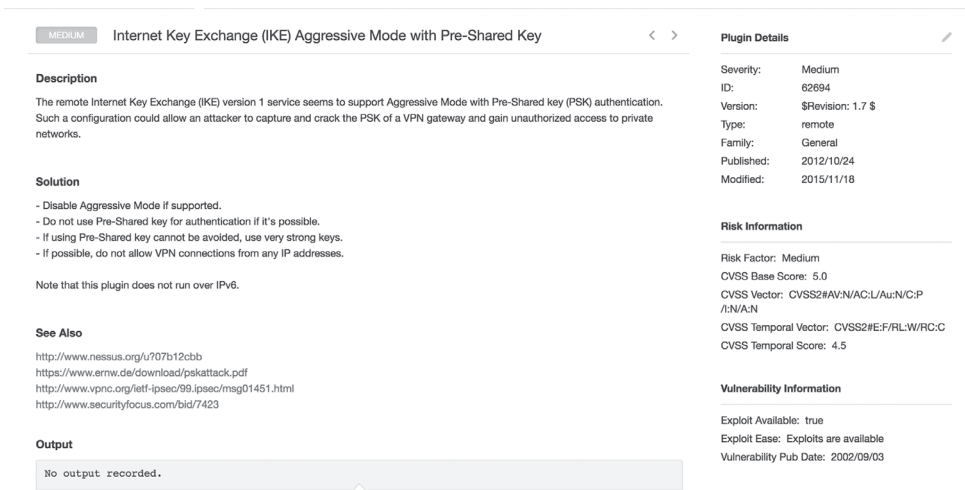 MEDIUM Internet Key Exchange (IKE) Aggressive Mode with Pre-Shared Key < >
Description
The remote Internet Key Exchange (IKE) version 1 service seems to support Aggressive Mode with Pre-Shared key (PSK) authentication.
Such a configuration could allow an attacker to capture and crack the PSK of a VPN gateway and gain unauthorized access to private
networks.
Solution
- Disable Aggressive Mode if supported.
- Do not use Pre-Shared key for authentication if it's possible.
- If using Pre-Shared key cannot be avoided, use very strong keys.
- If possible, do not allow VPN connections from any IP addresses.
Note that this plugin does not run over IPv6.
See Also
http://www.nessus.org/u?07b12cbb
https://www.ernw.de/download/pskattack.pdf
http://www.vpnc.org/ietf-ipsec/99.ipsec/msg01451.html
http://www.securityfocus.com/bid/7423
Output
No output recorded.
Plugin Details
Severity: Medium
ID: 62694
Version: $Revision: 1.7 $
Type: remote
Family: General
Published: 2012/10/24
Modified: 2015/11/18
Risk Information
Risk Factor: Medium
CVSS Base Score: 5.0
CVSS Vector: CVSS2#AV:N/AC:L/Au:N/C:P
/I:N/A:N
CVSS Temporal Vector: CVSS2#E:F/RL:W/RC:C
CVSS Temporal Score: 4.5
Vulnerability Information
Exploit Available: true
Exploit Ease: Exploits are available
Vulnerability Pub Date: 2002/09/03